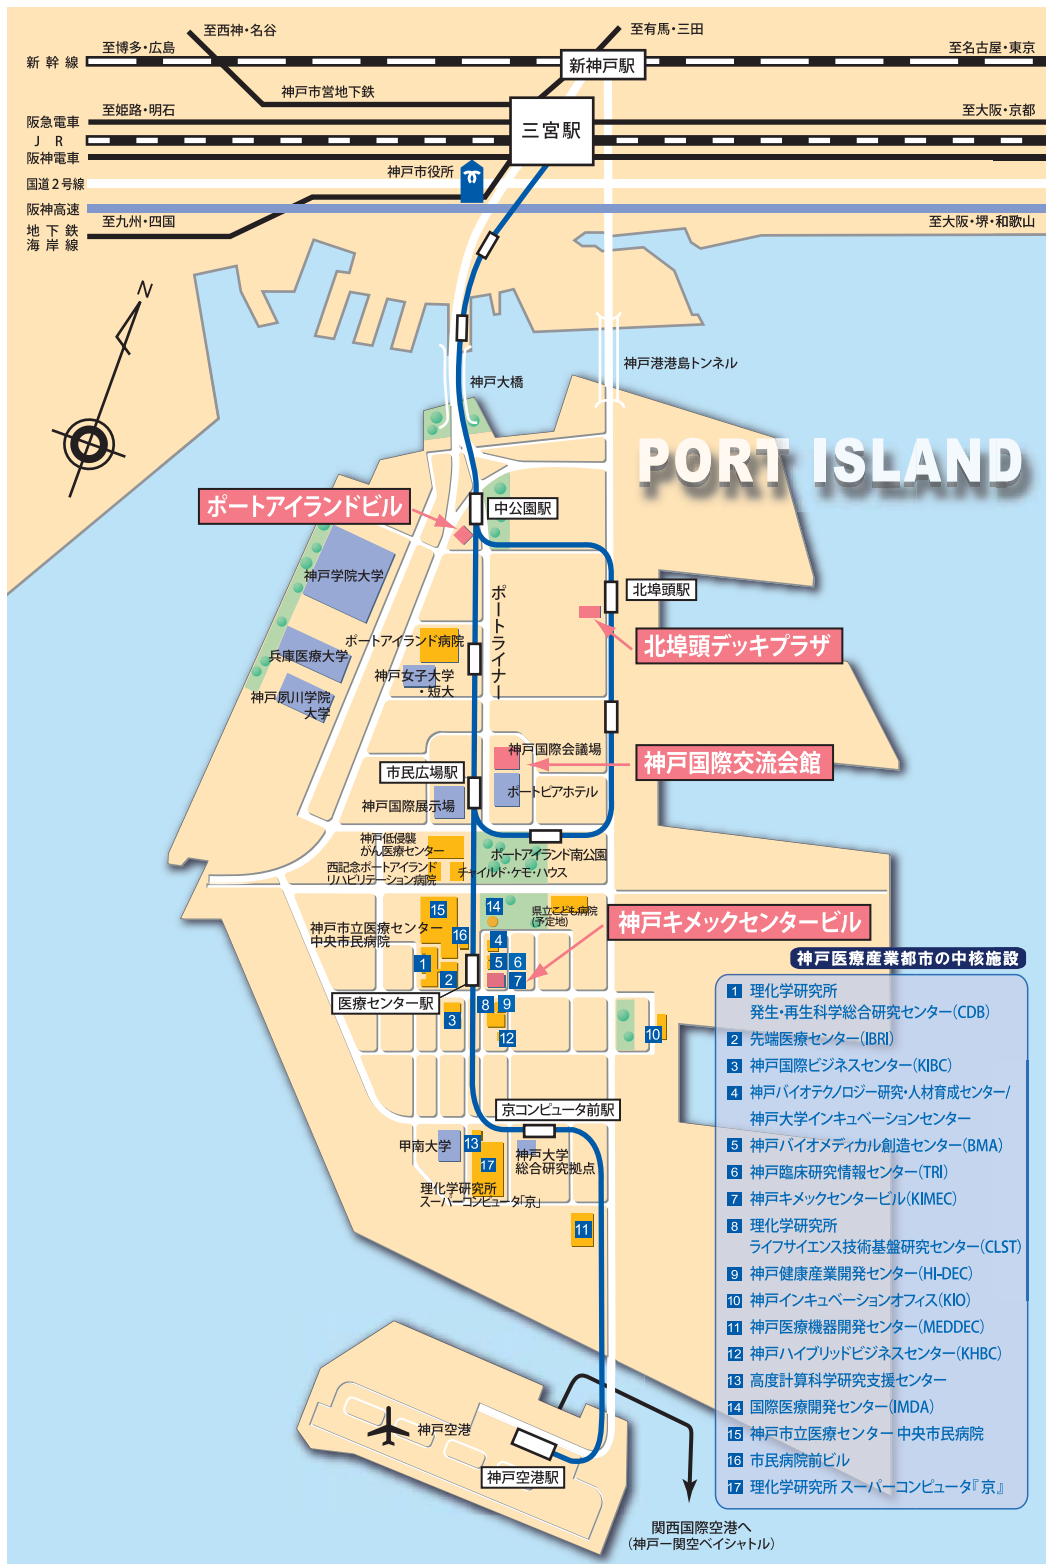 至西神・名谷
至有馬・三田
至博多・広島
至名古屋・東京
新幹線
新神戸駅
神戸市営地下鉄
至姫路・明石
至大阪・京都
阪急電車
三宮駅
JR
阪神電車
神戸市役所
国道2号線
阪神高速
至九州・四国
至大阪・堺・和歌山
地下鉄
海岸線
N
神戸港港島トンネル
神戸大橋
PORT ISLAND
ポートアイランドビル
中公園駅
神戸学院大学
北埠頭駅
ポートライナー
ポートアイランド病院
北埠頭デッキプラザ
兵庫医療大学
神戸女子大学
・短大
神戸夙川学院
大学
神戸国際会議場
神戸国際交流会館
市民広場駅
ポートピアホテル
神戸国際展示場
神戸低侵襲
がん医療センター
ポートアイランド南公園
西記念ポートアイランド
リハビリテーション病院
チャイルド・ケモ・ハウス
15
14
県立こども病院
(予定地)
神戸キメックセンタービル
神戸市立医療センター
中央市民病院
16
4
1
5
6
2
7
医療センター駅
8
9
3
12
10
京コンピュータ前駅
甲南大学
13
神戸大学
総合研究拠点
17
理化学研究所
スーパーコンピュータ「京」
11
神戸空港
神戸空港駅
関西国際空港へ
(神戸ー関空ベイシャトル)
神戸医療産業都市の中核施設
1 理化学研究所
発生・再生科学総合研究センター(CDB)
2 先端医療センター(IBRI)
3 神戸国際ビジネスセンター(KIBC)
4 神戸バイオテクノロジー研究・人材育成センター/
神戸大学インキュベーションセンター
5 神戸バイオメディカル創造センター(BMA)
6 神戸臨床研究情報センター(TRI)
7 神戸キメックセンタービル(KIMEC)
8 理化学研究所
ライフサイエンス技術基盤研究センター(CLST)
9 神戸健康産業開発センター(HI-DEC)
10 神戸インキュベーションオフィス(KIO)
11 神戸医療機器開発センター(MEDDEC)
12 神戸ハイブリッドビジネスセンター(KHBC)
13 高度計算科学研究支援センター
14 国際医療開発センター(IMDA)
15 神戸市立医療センター 中央市民病院
16 市民病院前ビル
17 理化学研究所 スーパーコンピュータ『京』